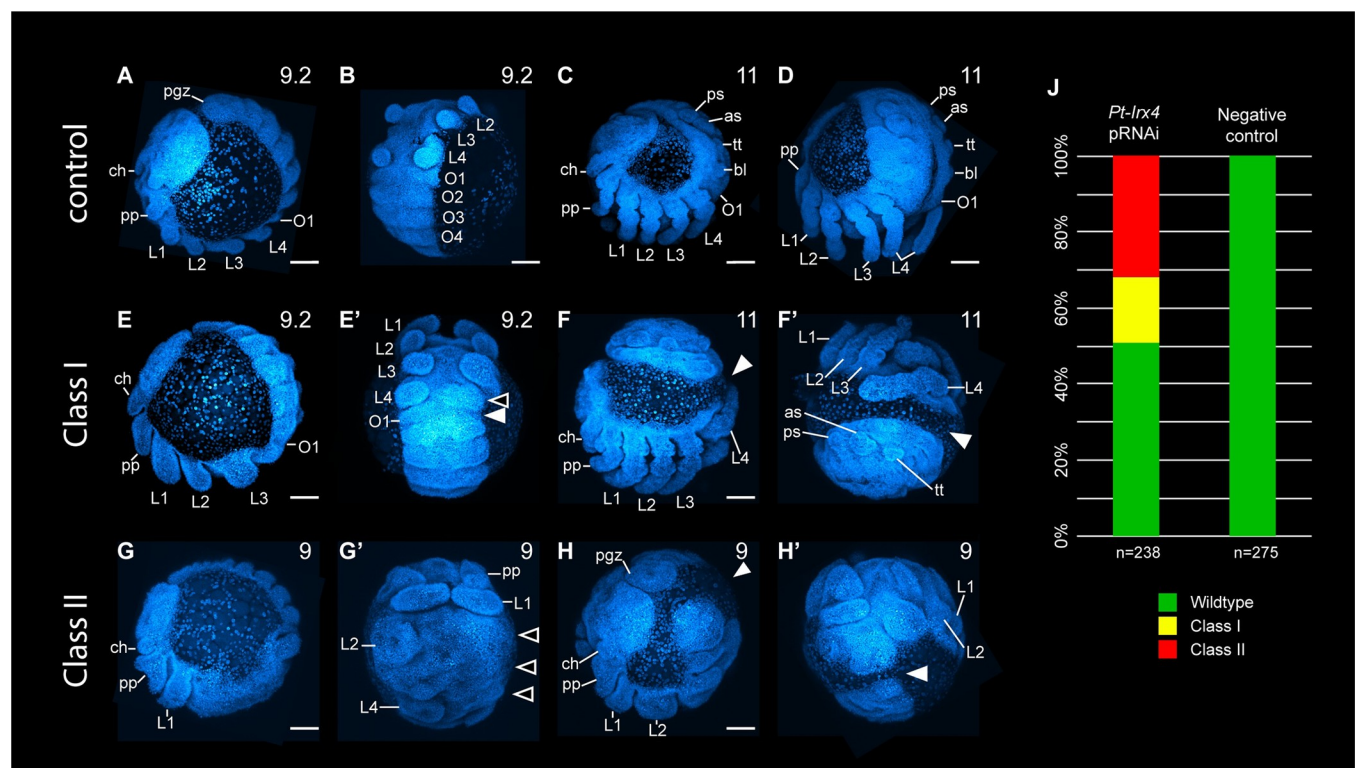 control
A
9.2
pgz
ch
pp
L1
L2
L3
L4
O1
B
9.2
L2
L3
L4
O1
O2
O3
O4
C
11
ps
as
tt
bl
O1
ch
pp
L1
L2
L3
L4
D
11
ps
as
tt
bl
O1
pp
L1
L2
L3
L4
Class I
E
9.2
ch
pp
L1
L2
L3
O1
E’
9.2
L1
L2
L3
L4
O1
F
11
ch
pp
L1
L2
L3
L4
F’
11
L1
L2
L3
L4
as
ps
tt
Class II
G
9
ch
pp
L1
G’
9
pp
L1
L2
L4
H
9
pgz
ch
pp
L1
L2
H’
9
L1
L2
J
Pt-Irx4
pRNAi
Negative
control
100%
80%
60%
40%
20%
0%
n=238
n=275
Wildtype
Class I
Class II